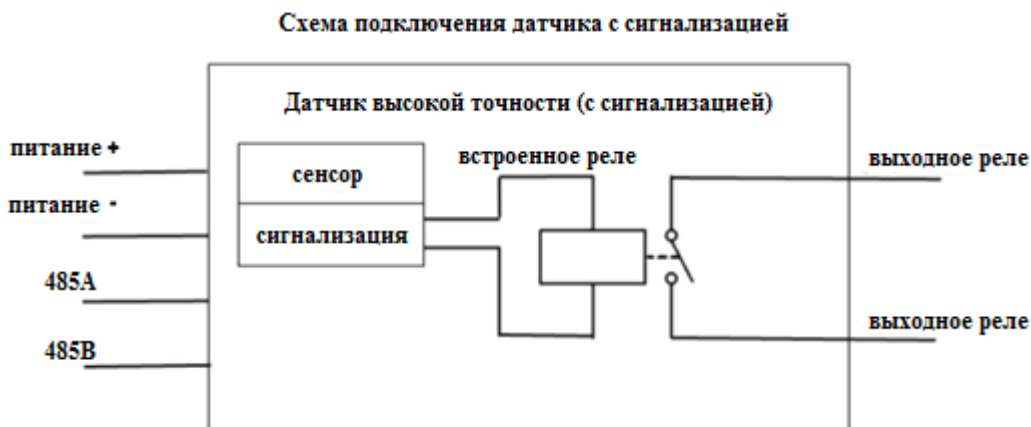 Схема подключения датчика с сигнализацией
Датчик высокой точности (с сигнализацией)
питание +
питание -
485A
485B
сенсор
сигнализация
встроенное реле
выходное реле
выходное реле